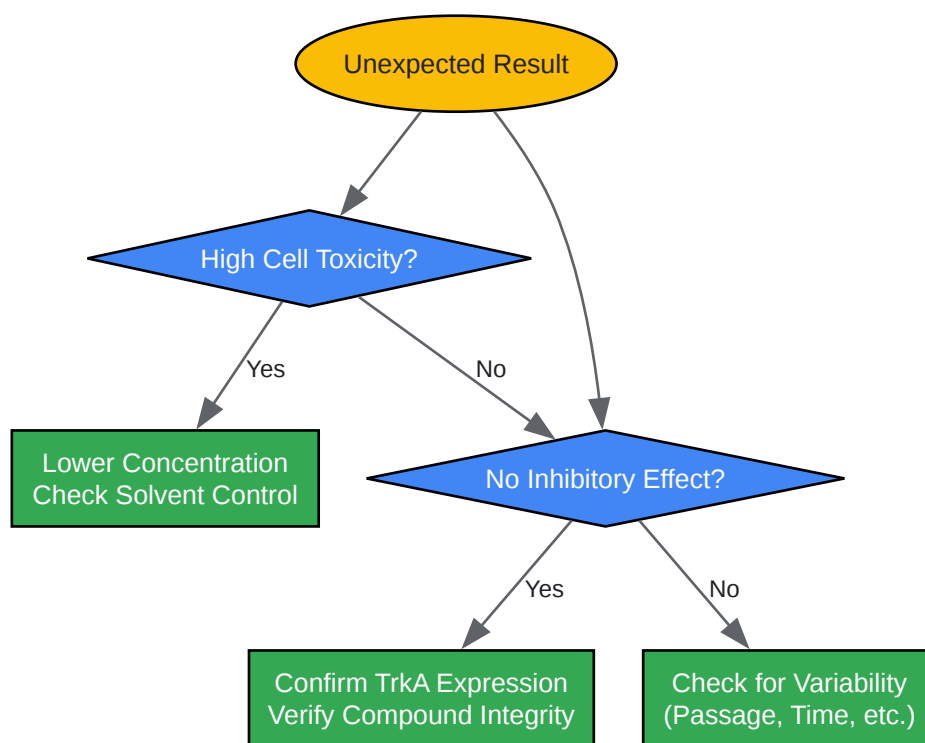 Unexpected Result
High Cell Toxicity?
Yes
No
Lower Concentration
Check Solvent Control
No Inhibitory Effect?
Yes
No
Confirm TrkA Expression
Verify Compound Integrity
Check for Variability
(Passage, Time, etc.)